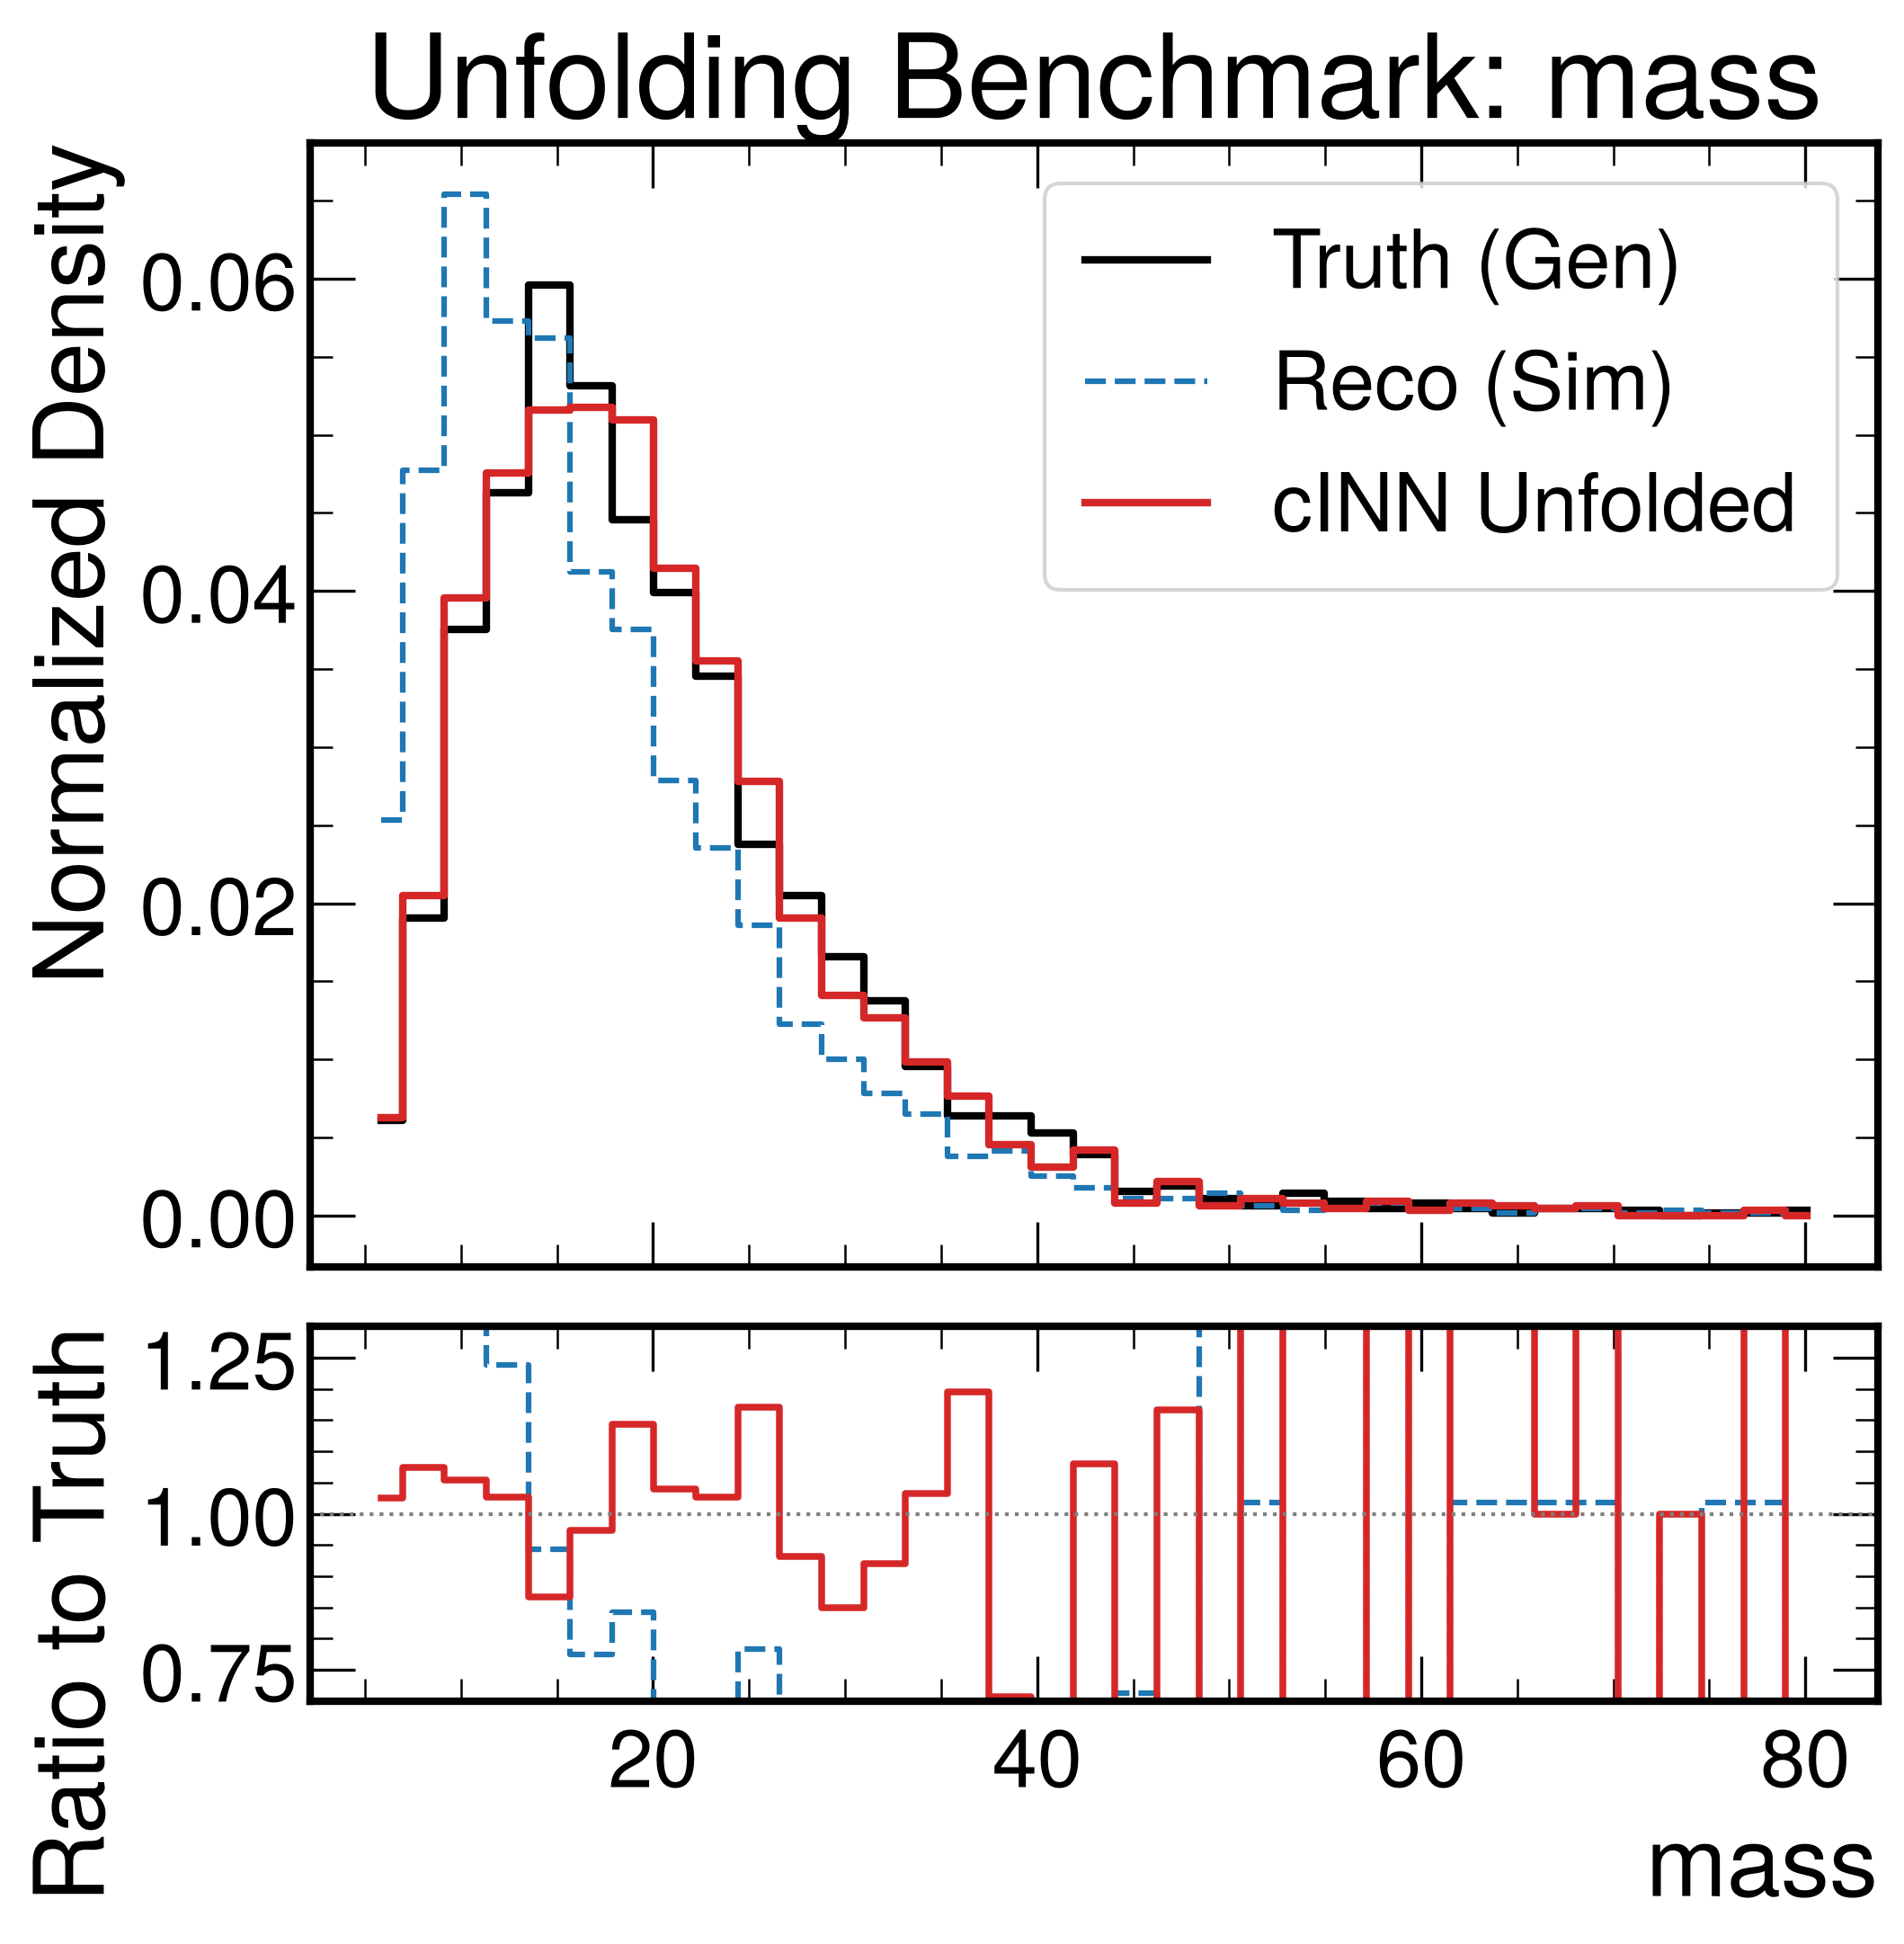 Unfolding Benchmark: mass
Normalized Density
0.06
0.04
0.02
0.00
Truth (Gen)
Reco (Sim)
cINN Unfolded
Ratio to Truth
1.25
1.00
0.75
20
40
60
80
mass